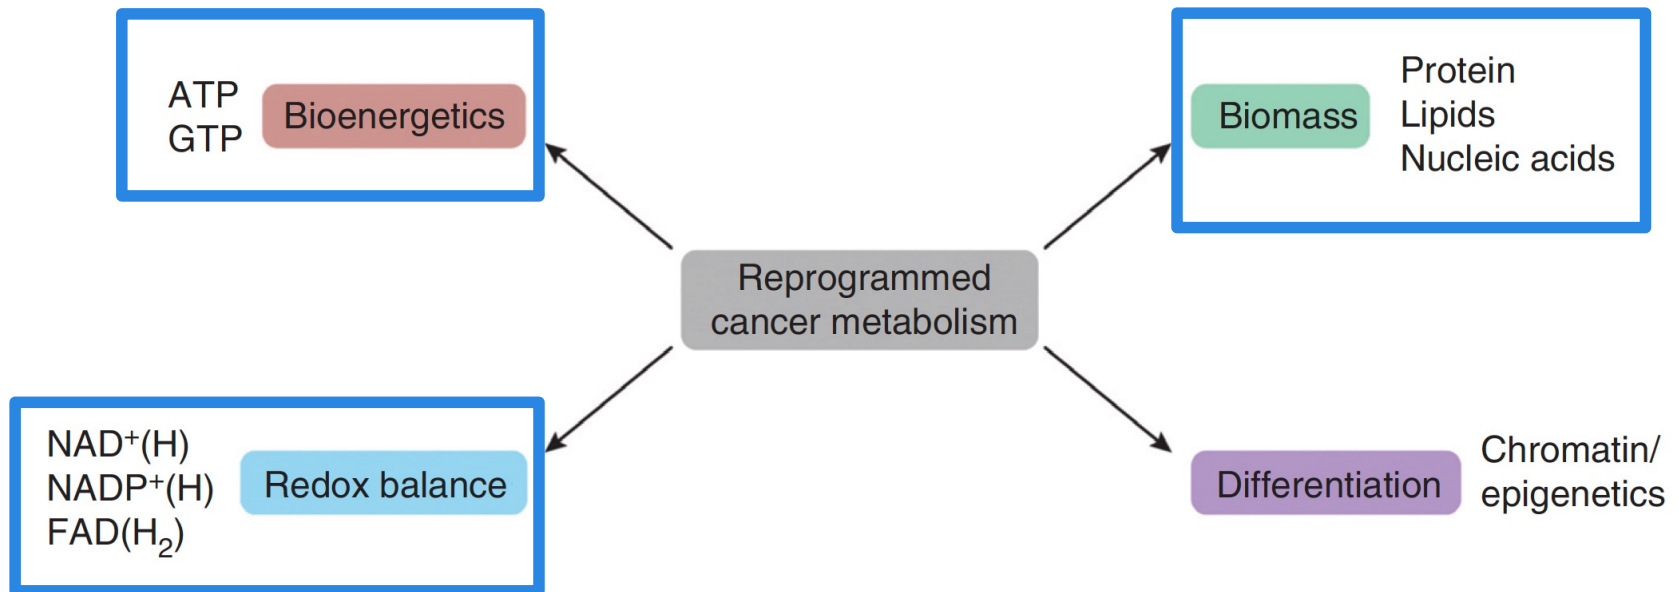 ATP
GTP
Bioenergetics
Biomass
Protein
Lipids
Nucleic acids
Reprogrammed
cancer metabolism
NAD⁺(H)
NADP⁺(H)
FAD(H₂)
Redox balance
Differentiation
Chromatin/
epigenetics